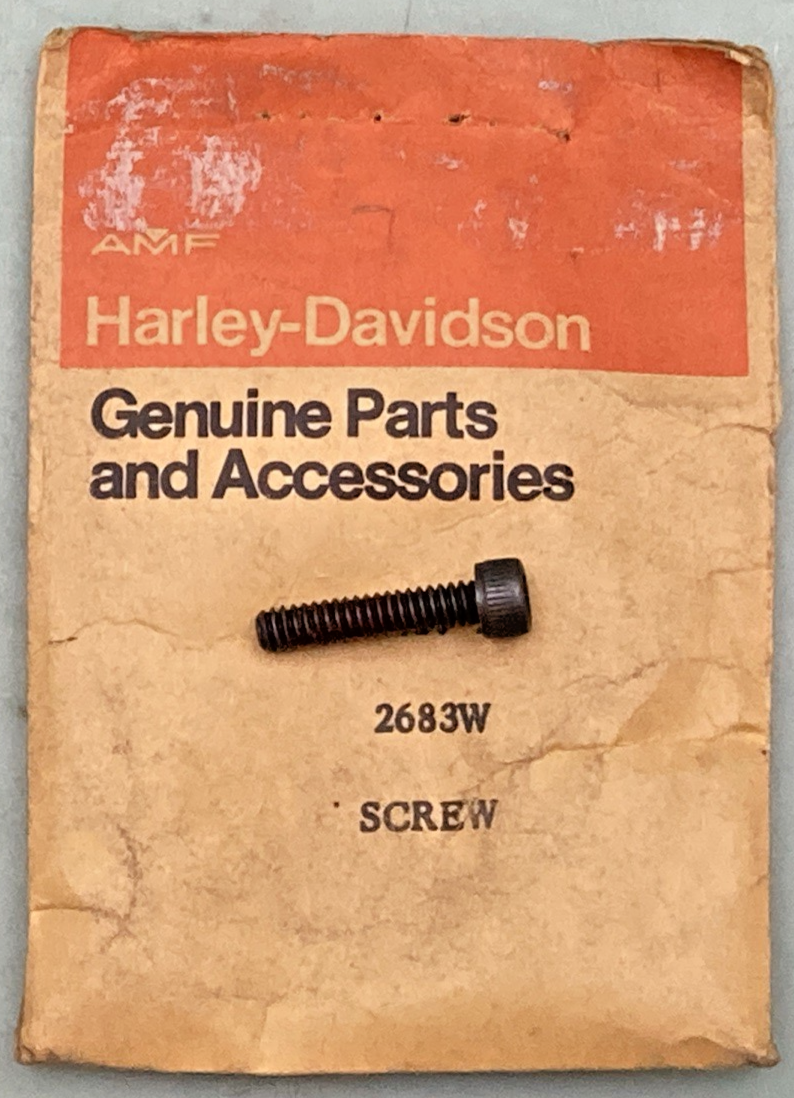 AMF
Harley-Davidson
Genuine Parts
and Accessories
2683W
SCREW